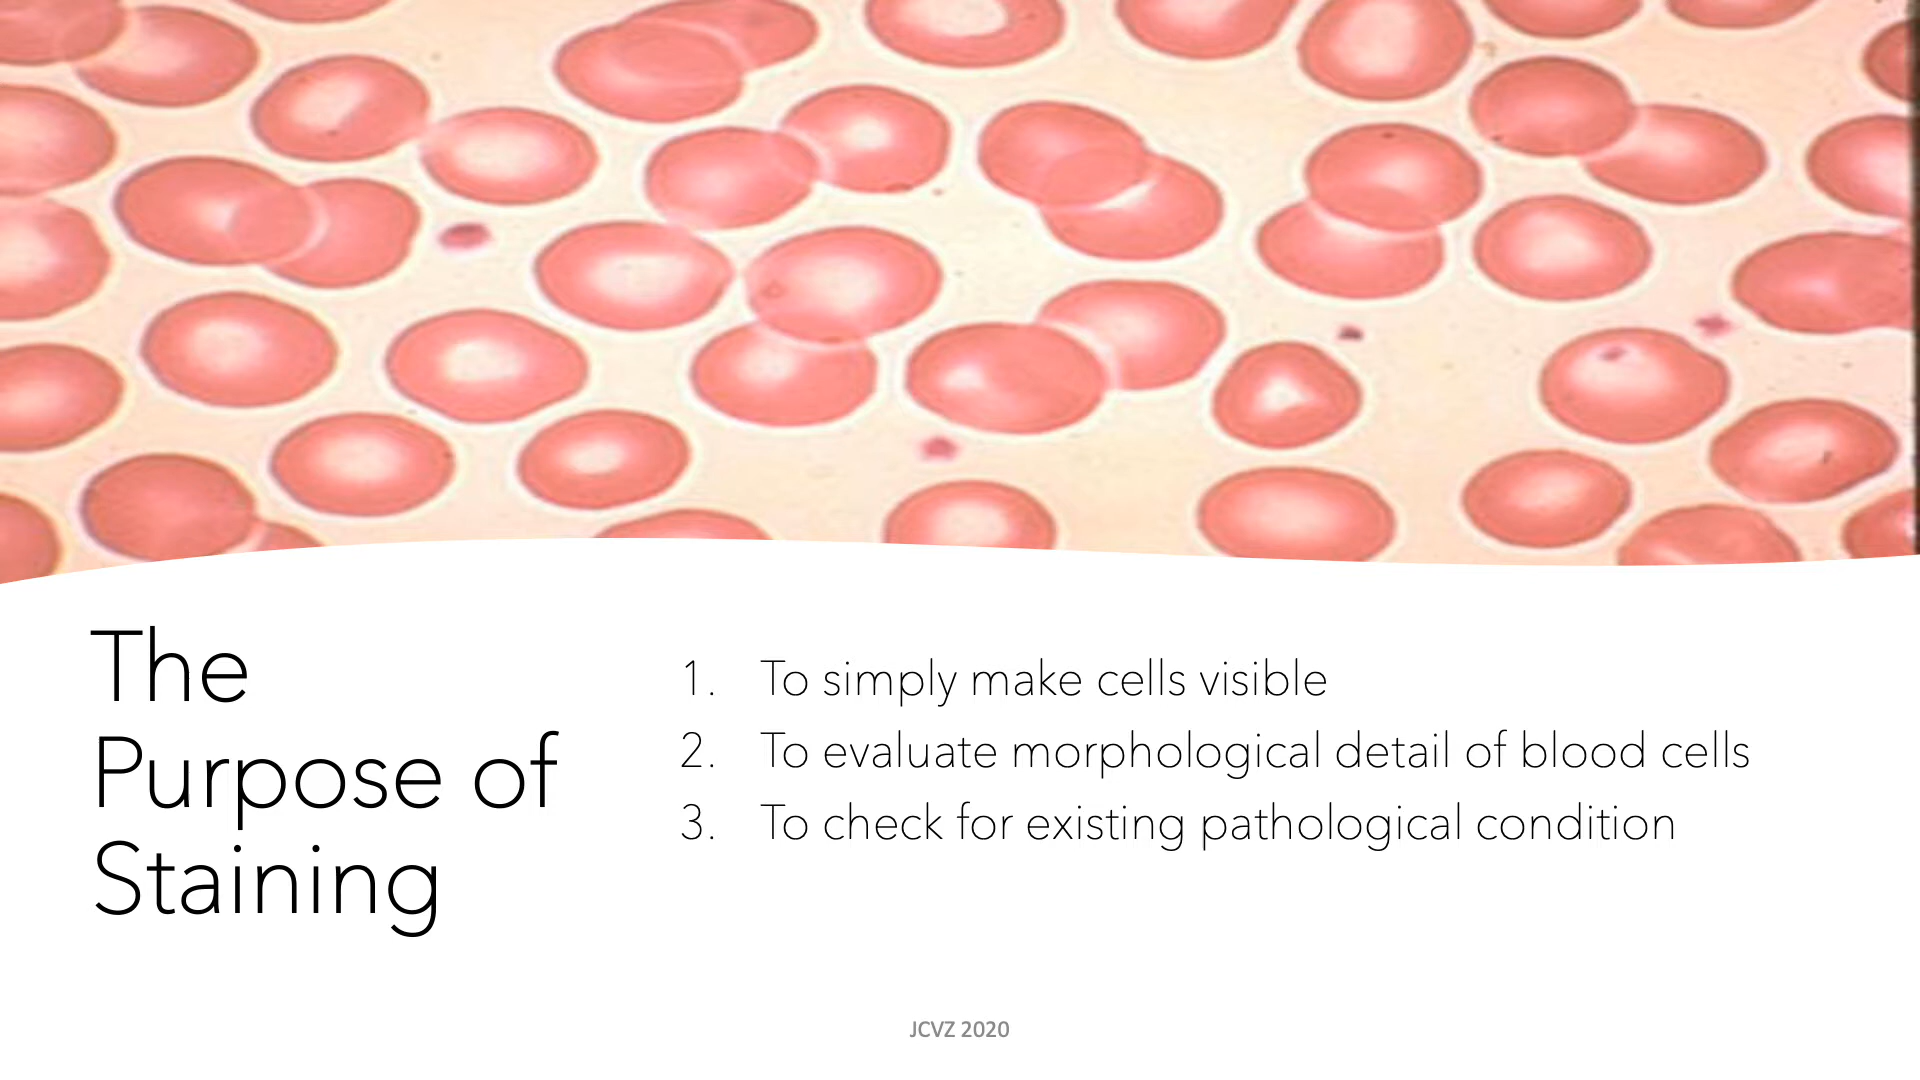 The
Purpose of
Staining
1. To simply make cells visible
2. To evaluate morphological detail of blood cells
3. To check for existing pathological condition
JCVZ 2020